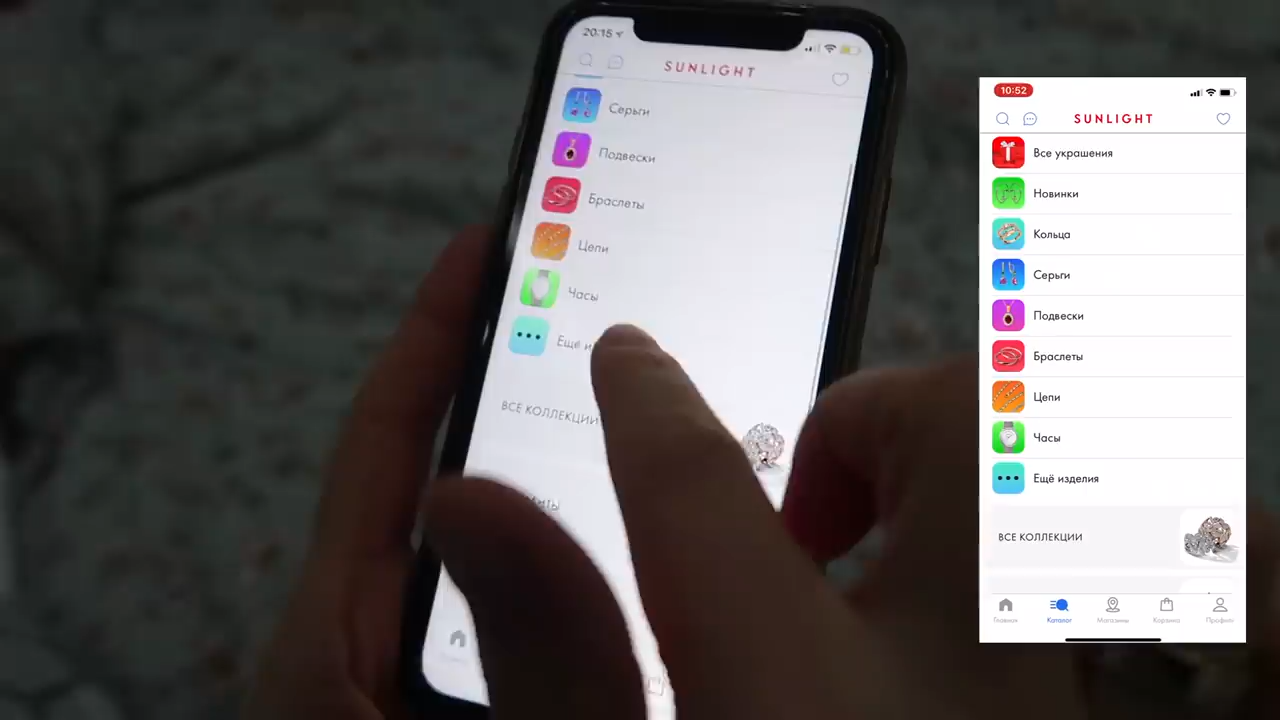 20:15
SUNLIGHT
Серьги
Подвески
Браслеты
Цепи
Часы
Ещё и
ВСЕ КОЛЛЕКЦИИ
10:52
SUNLIGHT
Все украшения
Новинки
Кольца
Серьги
Подвески
Браслеты
Цепи
Часы
Ещё изделия
ВСЕ КОЛЛЕКЦИИ
Главная
Каталог
Магазины
Корзина
Профиль